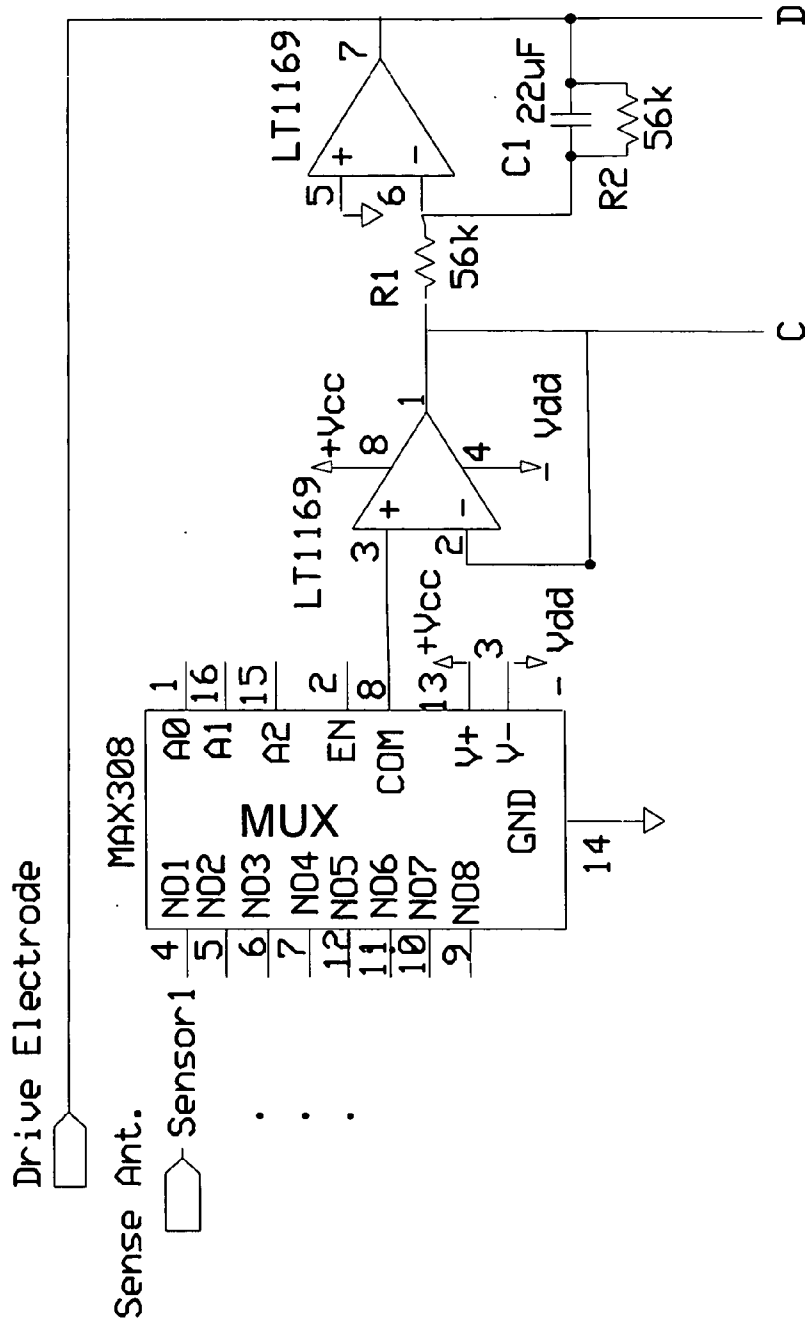 Drive Electrode
Sense Ant.
Sensor1
. . .
MAX308
MUX
4 NO1
5 NO2
6 NO3
7 NO4
12 NO5
11 NO6
10 NO7
9 NO8
A0 1
A1 16
A2 15
EN 2
COM 8
13
V+
V-
3
GND
14
+Vcc
- Vdd
LT1169
3
+
2
-
8
+Vcc
4
- Vdd
1
R1
56k
LT1169
5
+
6
-
7
C1 22uF
R2
56k
C
D